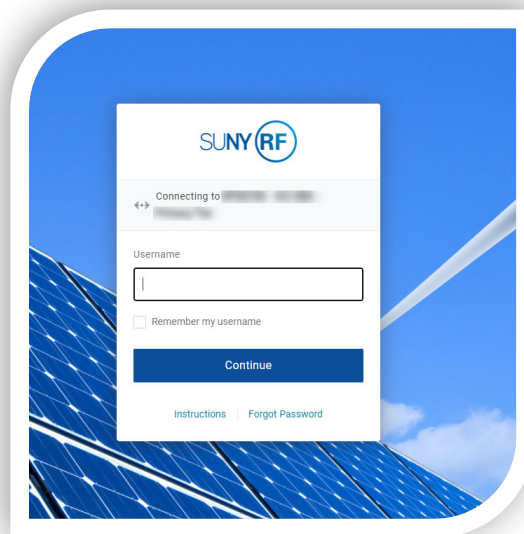 SUNY RF
Connecting to
Username
Remember my username
Continue
Instructions
Forgot Password